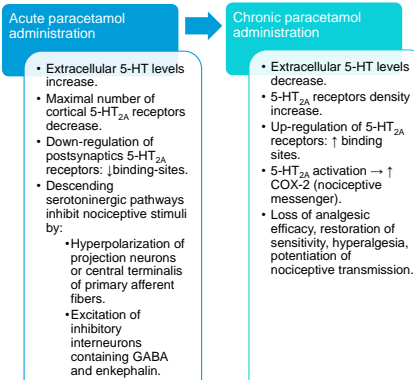 Acute paracetamol
administration
• Extracellular 5-HT levels
increase.
• Maximal number of
cortical 5-HT2A receptors
decrease.
• Down-regulation of
postsynaptics 5-HT2A
receptors: ↓binding-sites.
• Descending
serotoninergic pathways
inhibit nociceptive stimuli
by:
•Hyperpolarization of
projection neurons
or central terminalis
of primary afferent
fibers.
•Excitation of
inhibitory
interneurons
containing GABA
and enkephalin.
Chronic paracetamol
administration
• Extracellular 5-HT levels
decrease.
• 5-HT2A receptors density
increase.
• Up-regulation of 5-HT2A
receptors: ↑ binding
sites.
• 5-HT2A activation → ↑
COX-2 (nociceptive
messenger).
• Loss of analgesic
efficacy, restoration of
sensitivity, hyperalgesia,
potentiation of
nociceptive transmission.